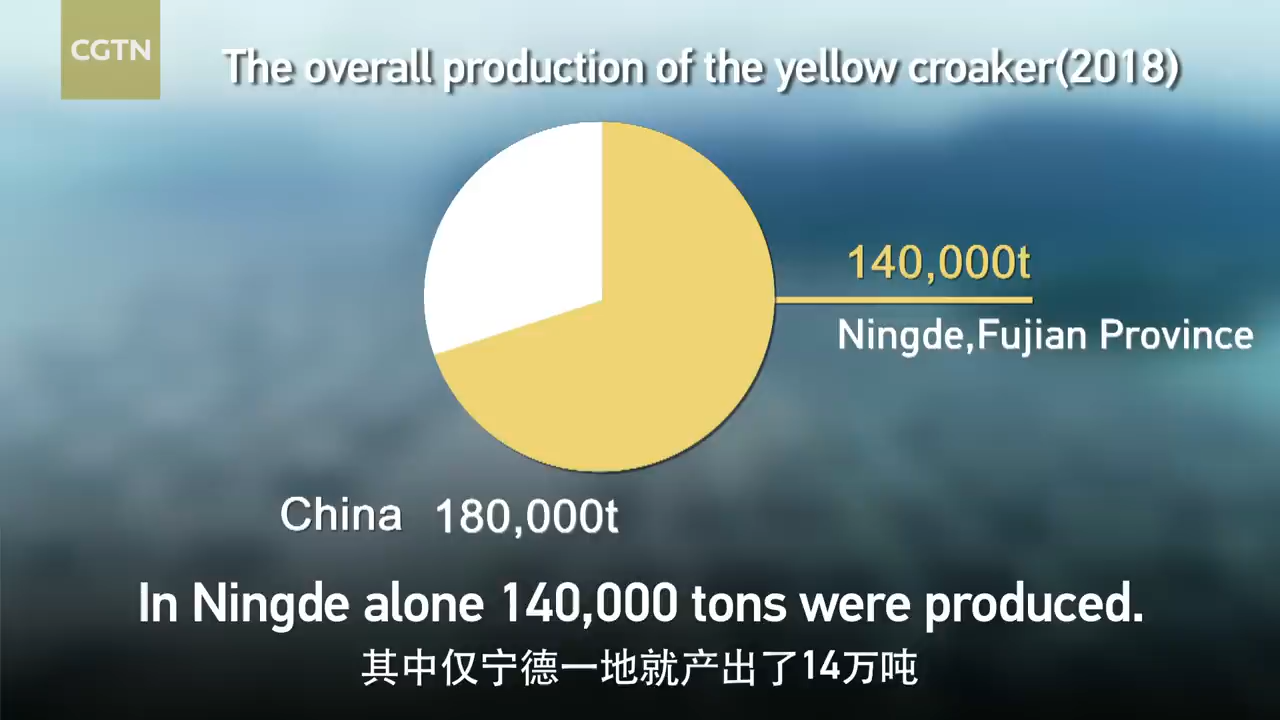 CGTN
The overall production of the yellow croaker(2018)
140,000t
Ningde,Fujian Province
China 180,000t
In Ningde alone 140,000 tons were produced.
其中仅宁德一地就产出了14万吨